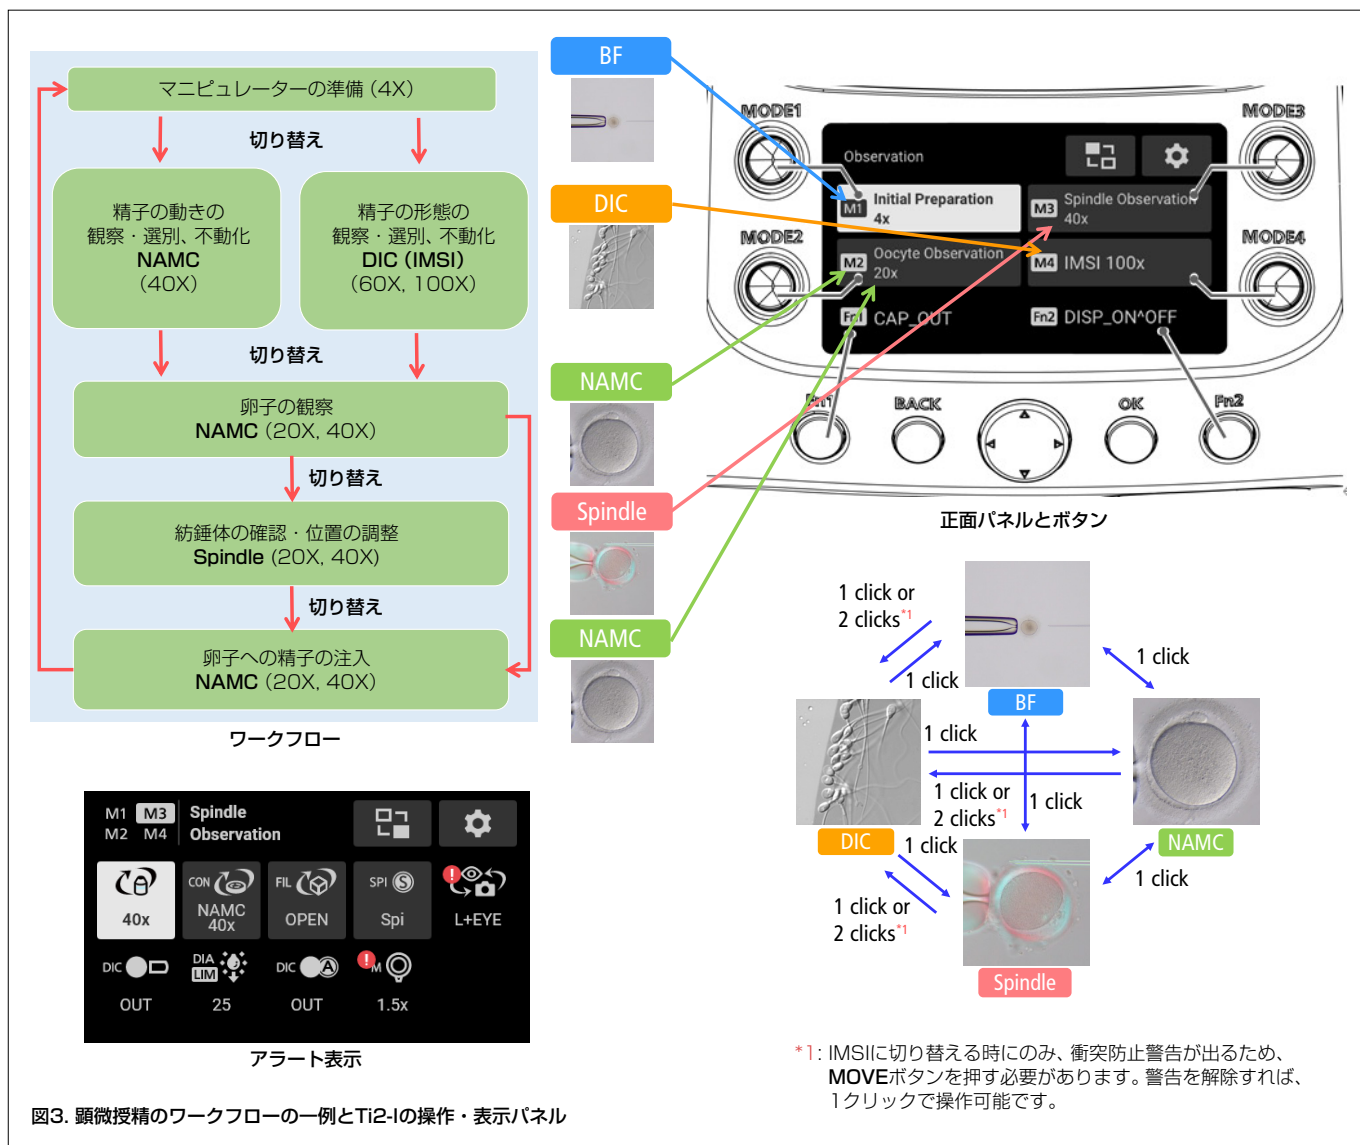 マニピュレーターの準備（4X）
切り替え
精子の動きの
観察・選別、不動化
NAMC
（40X）
精子の形態の
観察・選別、不動化
DIC（IMSI）
（60X, 100X）
切り替え
卵子の観察
NAMC（20X, 40X）
切り替え
紡錘体の確認・位置の調整
Spindle（20X, 40X）
切り替え
卵子への精子の注入
NAMC（20X, 40X）
ワークフロー
BF
DIC
NAMC
Spindle
NAMC
MODE1
MODE2
MODE3
MODE4
Observation
M1 Initial Preparation
4x
M3 Spindle Observation
40x
M2 Oocyte Observation
20x
M4 IMSI 100x
Fn1 CAP_OUT
Fn2 DISP_ON^OFF
Fn1
BACK
OK
Fn2
正面パネルとボタン
1 click or
2 clicks*1
1 click
1 click
BF
1 click
1 click or
2 clicks*1
1 click
DIC
NAMC
1 click
1 click
1 click or
2 clicks*1
Spindle
M1 M3
M2 M4
Spindle
Observation
40x
CON
NAMC
40x
FIL
OPEN
SPI S
Spi
!
L+EYE
DIC
OUT
DIA
LIM
25
DIC A
OUT
! M
1.5x
アラート表示
*1: IMSIに切り替える時にのみ、衝突防止警告が出るため、
MOVEボタンを押す必要があります。警告を解除すれば、
1クリックで操作可能です。
図3. 顕微授精のワークフローの一例とTi2-Iの操作・表示パネル